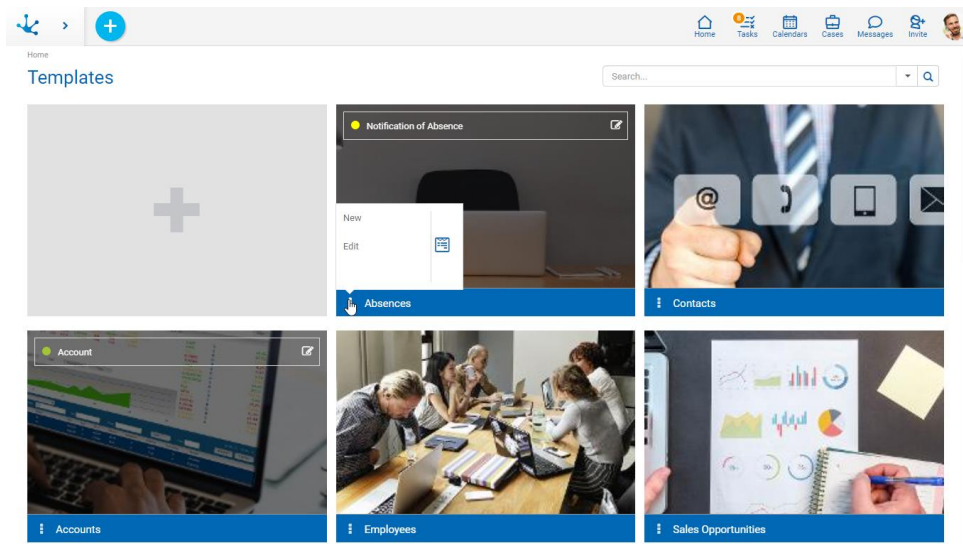 Home
Tasks
Calendars
Cases
Messages
Invite
Home
Templates
Search...
Notification of Absence
New
Edit
Absences
Contacts
Account
Accounts
Employees
Sales Opportunities